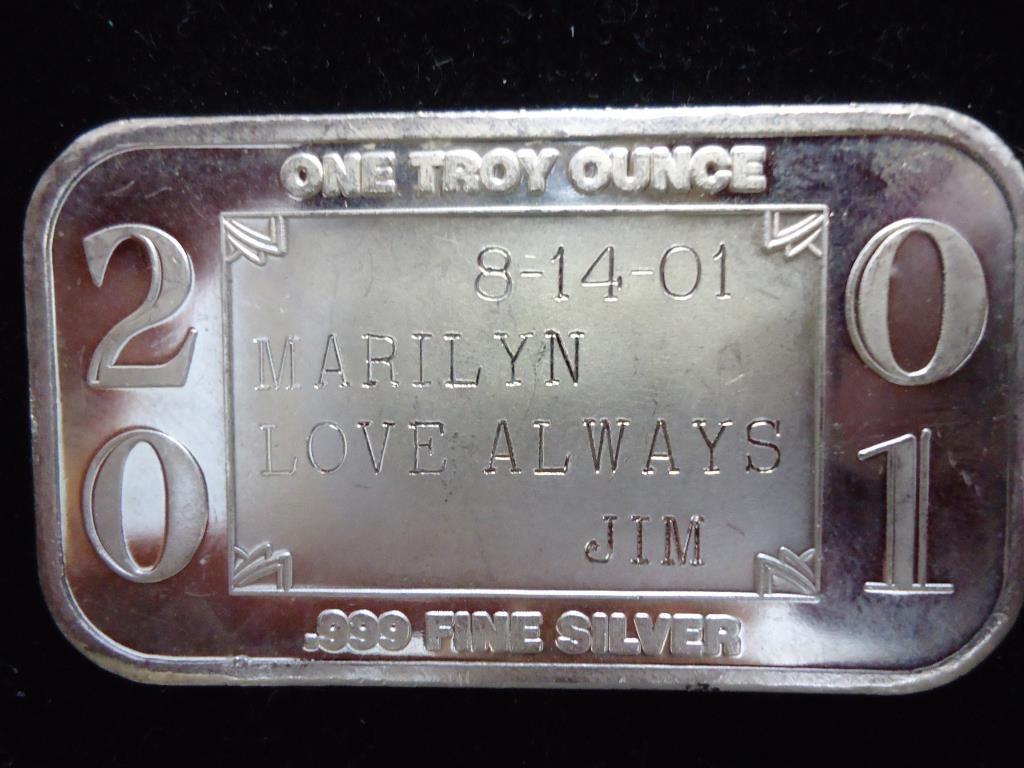 ONE TROY OUNCE
2 0
8-14-01
MARILYN
LOVE ALWAYS
JIM
0 1
.999 FINE SILVER